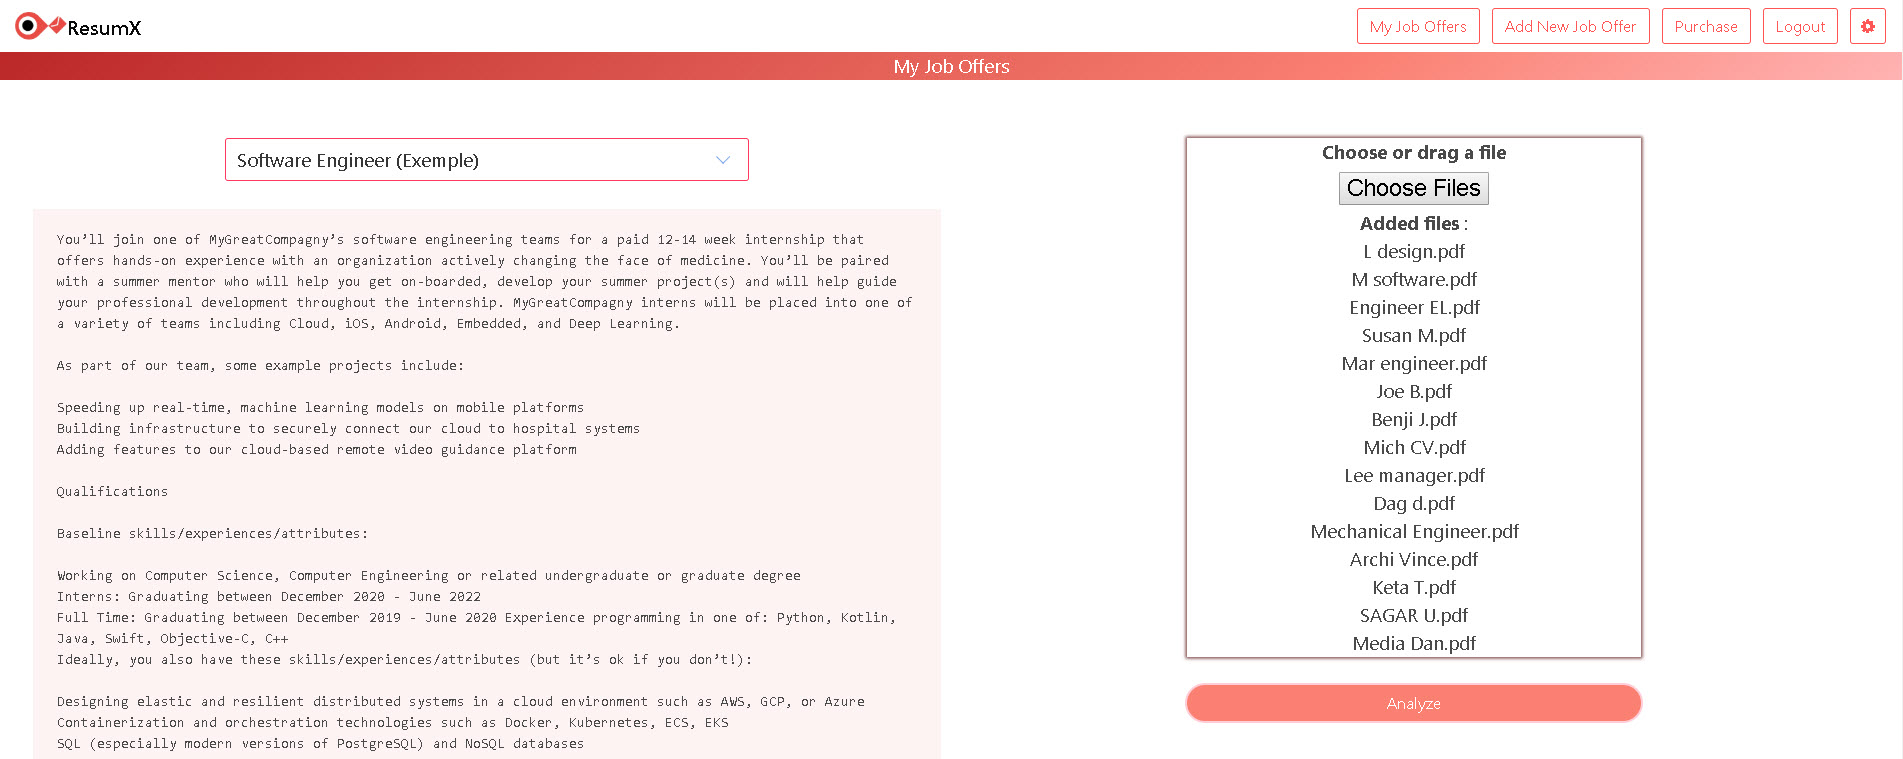 ResumX
My Job Offers
Add New Job Offer
Purchase
Logout
My Job Offers
Software Engineer (Exemple)
You’ll join one of MyGreatCompagny’s software engineering teams for a paid 12-14 week internship that
offers hands-on experience with an organization actively changing the face of medicine. You’ll be paired
with a summer mentor who will help you get on-boarded, develop your summer project(s) and will help guide
your professional development throughout the internship. MyGreatCompagny interns will be placed into one of
a variety of teams including Cloud, iOS, Android, Embedded, and Deep Learning.
As part of our team, some example projects include:
Speeding up real-time, machine learning models on mobile platforms
Building infrastructure to securely connect our cloud to hospital systems
Adding features to our cloud-based remote video guidance platform
Qualifications
Baseline skills/experiences/attributes:
Working on Computer Science, Computer Engineering or related undergraduate or graduate degree
Interns: Graduating between December 2020 - June 2022
Full Time: Graduating between December 2019 - June 2020 Experience programming in one of: Python, Kotlin,
Java, Swift, Objective-C, C++
Ideally, you also have these skills/experiences/attributes (but it’s ok if you don’t!):
Designing elastic and resilient distributed systems in a cloud environment such as AWS, GCP, or Azure
Containerization and orchestration technologies such as Docker, Kubernetes, ECS, EKS
SQL (especially modern versions of PostgreSQL) and NoSQL databases
Choose or drag a file
Choose Files
Added files :
L design.pdf
M software.pdf
Engineer EL.pdf
Susan M.pdf
Mar engineer.pdf
Joe B.pdf
Benji J.pdf
Mich CV.pdf
Lee manager.pdf
Dag d.pdf
Mechanical Engineer.pdf
Archi Vince.pdf
Keta T.pdf
SAGAR U.pdf
Media Dan.pdf
Analyze